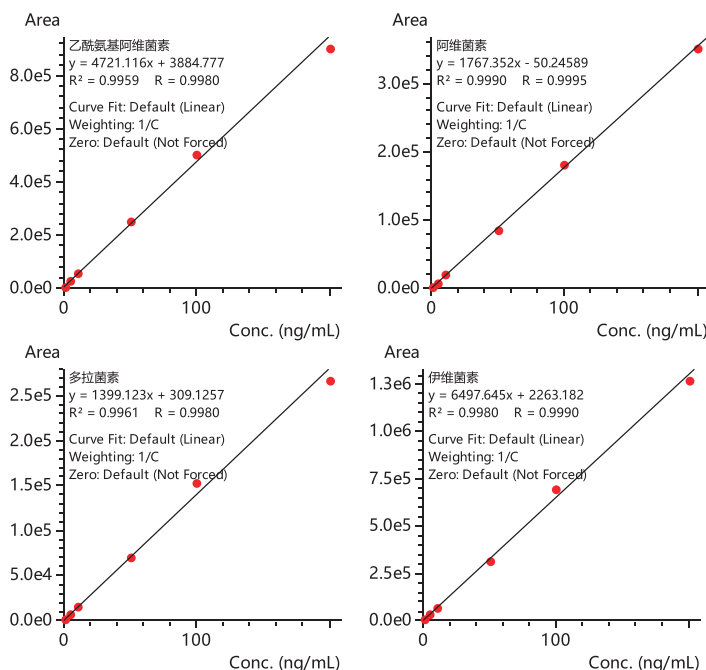 Area
乙酰氨基阿维菌素
y = 4721.116x + 3884.777
R² = 0.9959 R = 0.9980
Curve Fit: Default (Linear)
Weighting: 1/C
Zero: Default (Not Forced)
8.0e5
6.0e5
4.0e5
2.0e5
0.0e0
0
100
Conc. (ng/mL)
Area
阿维菌素
y = 1767.352x - 50.24589
R² = 0.9990 R = 0.9995
Curve Fit: Default (Linear)
Weighting: 1/C
Zero: Default (Not Forced)
3.0e5
2.0e5
1.0e5
0.0e0
0
100
Conc. (ng/mL)
Area
多拉菌素
y = 1399.123x + 309.1257
R² = 0.9961 R = 0.9980
Curve Fit: Default (Linear)
Weighting: 1/C
Zero: Default (Not Forced)
2.5e5
2.0e5
1.5e5
1.0e5
5.0e4
0.0e0
0
100
Conc. (ng/mL)
Area
伊维菌素
y = 6497.645x + 2263.182
R² = 0.9980 R = 0.9990
Curve Fit: Default (Linear)
Weighting: 1/C
Zero: Default (Not Forced)
1.3e6
1.0e6
7.5e5
5.0e5
2.5e5
0.0e0
0
100
Conc. (ng/mL)